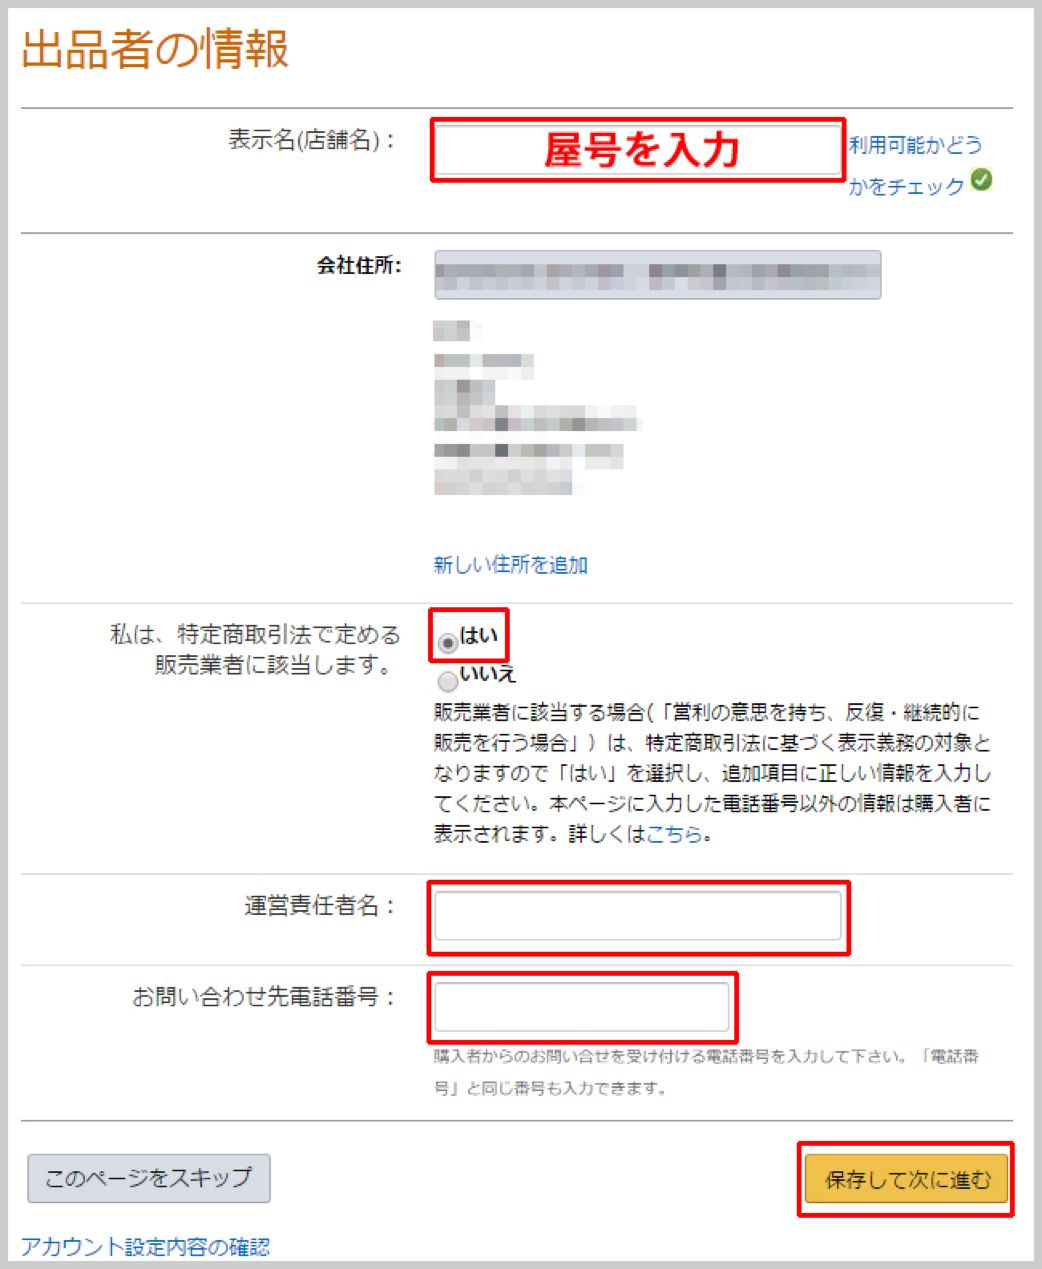 出品者の情報
表示名(店舗名)：
屋号を入力
利用可能かどう
かをチェック
会社住所:
新しい住所を追加
私は、特定商取引法で定める
販売業者に該当します。
はい
いいえ
販売業者に該当する場合(「営利の意思を持ち、反復・継続的に
販売を行う場合」）は、特定商取引法に基づく表示義務の対象と
なりますので「はい」を選択し、追加項目に正しい情報を入力し
てください。本ページに入力した電話番号以外の情報は購入者に
表示されます。詳しくはこちら。
運営責任者名：
お問い合わせ先電話番号：
購入者からのお問い合せを受け付ける電話番号を入力して下さい。「電話番
号」と同じ番号も入力できます。
このページをスキップ
保存して次に進む
アカウント設定内容の確認